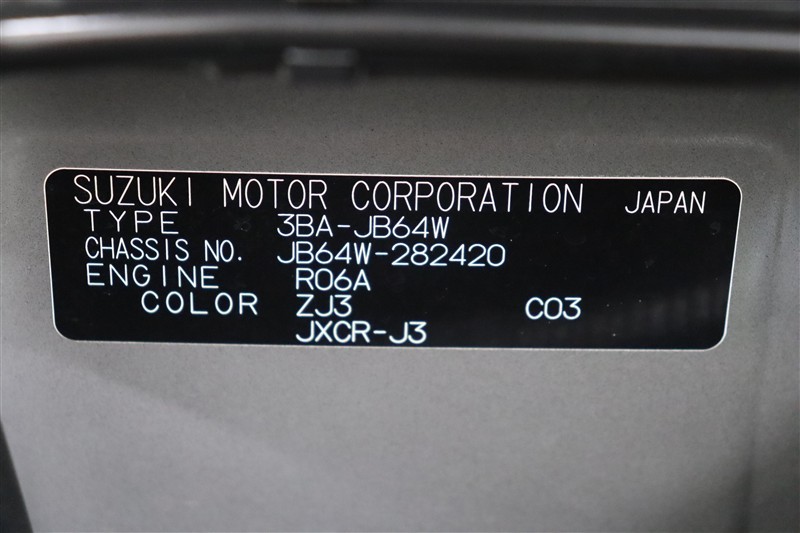 SUZUKI MOTOR CORPORATION JAPAN
TYPE 3BA-JB64W
CHASSIS NO. JB64W-282420
ENGINE R06A
COLOR ZJ3 C03
JXCR-J3